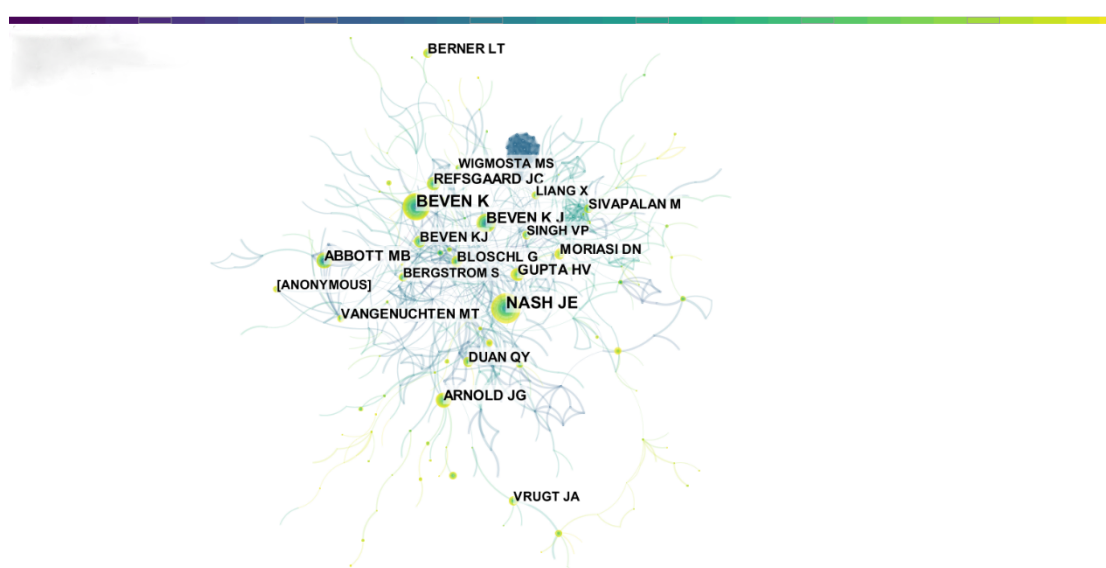 BERNER LT
WIGMOSTA MS
REFSGAARD JC
LIANG X
BEVEN K
SIVAPALAN M
BEVEN K J
SINGH VP
BEVEN KJ
MORIASI DN
ABBOTT MB
BLOSCHL G
BERGSTROM S
GUPTA HV
[ANONYMOUS]
NASH JE
VANGENUCHTEN MT
DUAN QY
ARNOLD JG
VRUGT JA